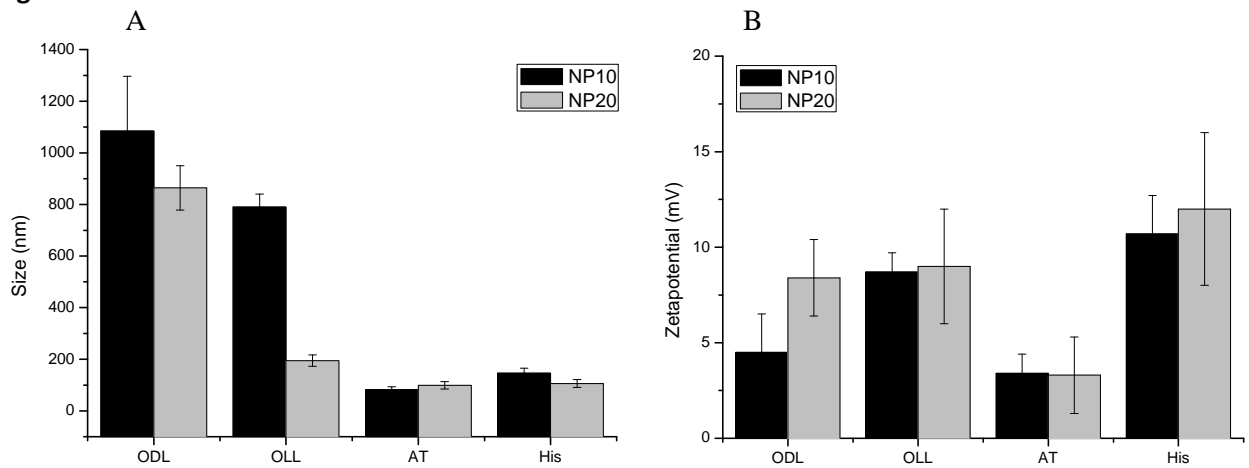 A
1400
1200
1000
800
600
400
200
0
Size (nm)
NP10
NP20
ODL OLL AT His
B
20
15
10
5
0
Zetapotential (mV)
NP10
NP20
ODL OLL AT His